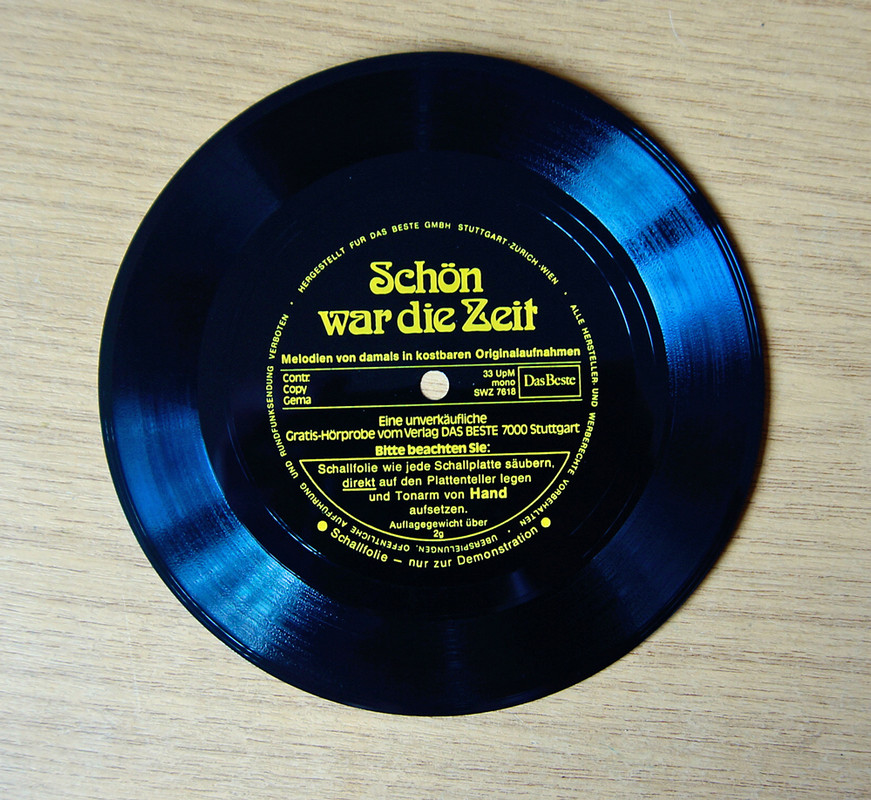 HERGESTELLT FUR DAS BESTE GMBH STUTTGART·ZÜRICH·WIEN · ALLE HERSTELLER- UND WERBERECHTE VORBEHALTEN · ÜBERSPIELUNGEN, ÖFFENTLICHE AUFFÜHRUNG UND RUNDFUNKSENDUNG VERBOTEN ·
Schön
war die Zeit
Melodien von damals in kostbaren Originalaufnahmen
Contr.
Copy
Gema
33 UpM
mono
SWZ 7618
Das Beste
Eine unverkäufliche
Gratis-Hörprobe vom Verlag DAS BESTE 7000 Stuttgart
Bitte beachten Sie:
Schallfolie wie jede Schallplatte säubern,
direkt auf den Plattenteller legen
und Tonarm von Hand
aufsetzen.
Auflagegewicht über
2g
● Schallfolie – nur zur Demonstration ●